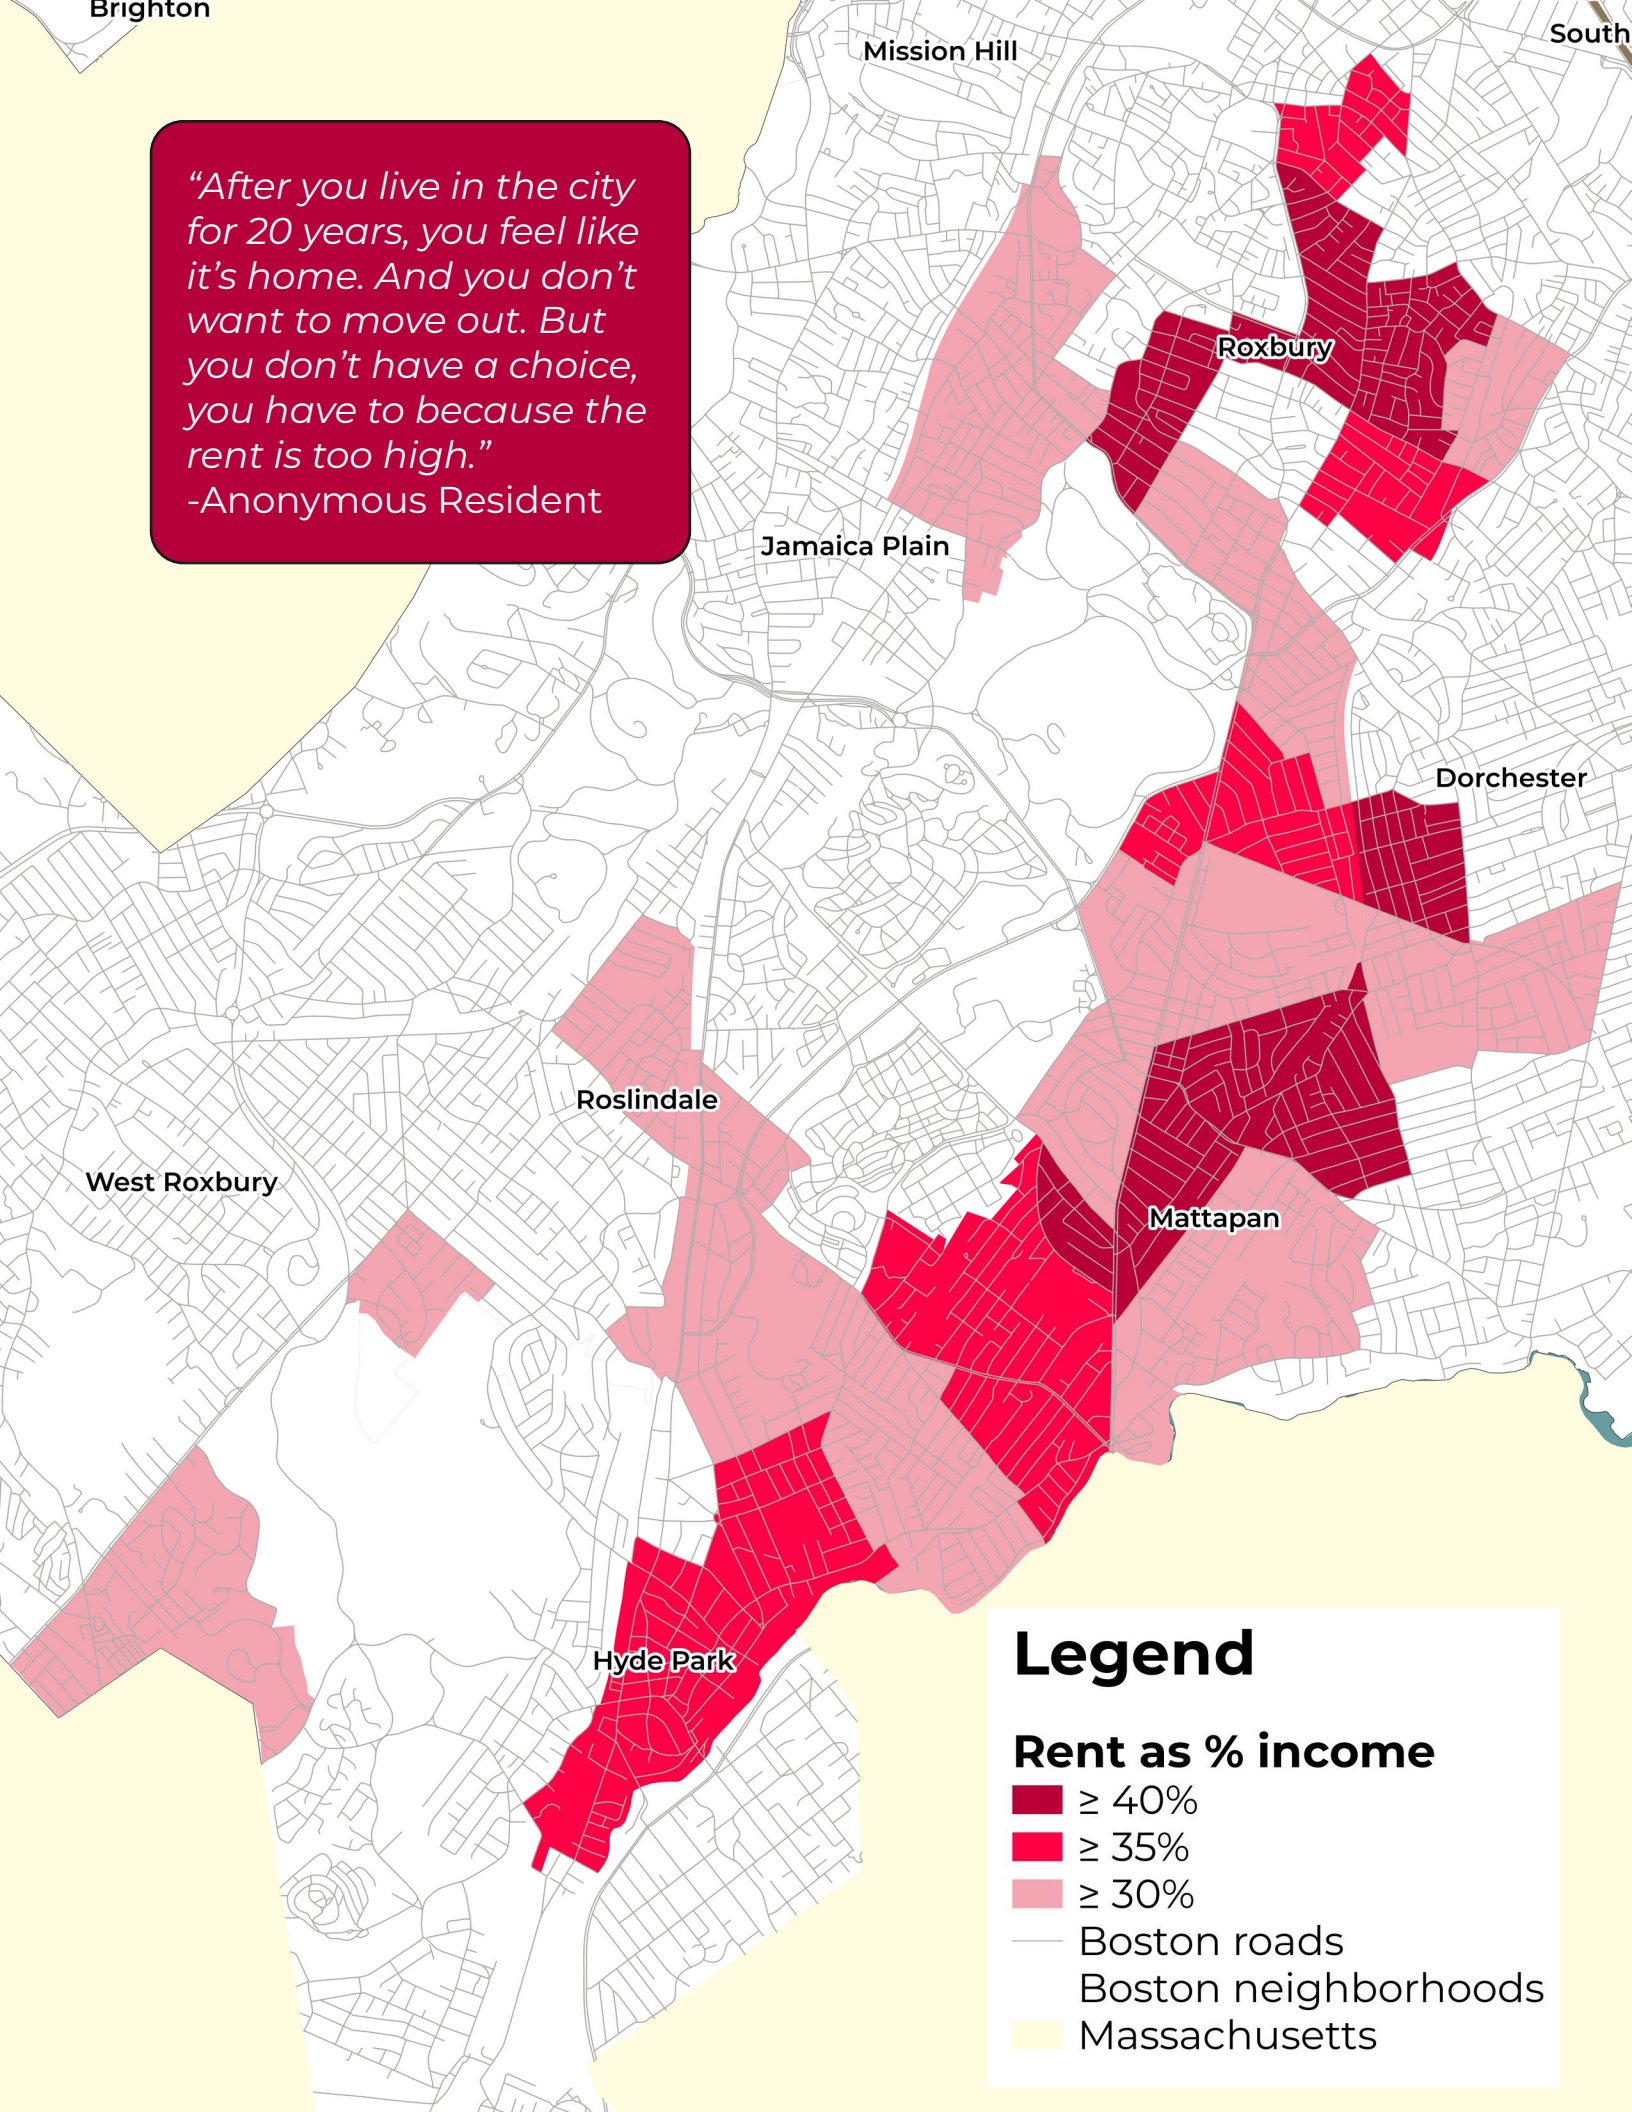 Brighton
Mission Hill
South
“After you live in the city
for 20 years, you feel like
it’s home. And you don’t
want to move out. But
you don’t have a choice,
you have to because the
rent is too high.”
-Anonymous Resident
Roxbury
Jamaica Plain
Dorchester
Roslindale
West Roxbury
Mattapan
Hyde Park
Legend
Rent as % income
≥ 40%
≥ 35%
≥ 30%
Boston roads
Boston neighborhoods
Massachusetts